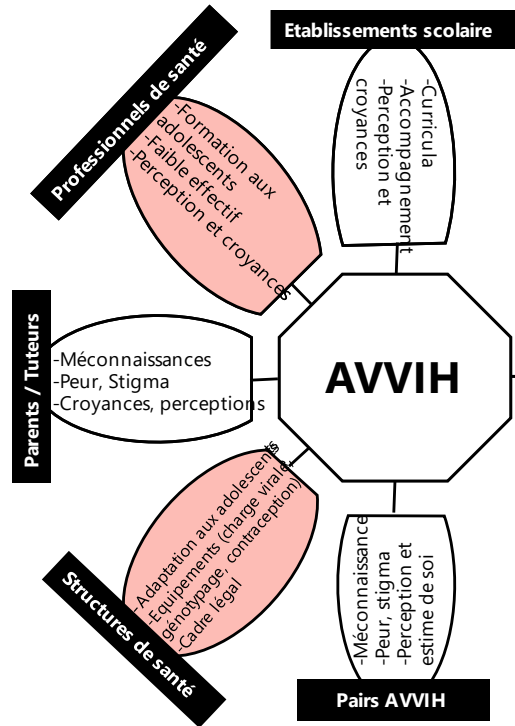 Etablissements scolaire
-Curricula
-Accompagnement
-Perception et
croyances
Professionnels de santé
-Formation aux
adolescents
-Faible effectif
-Perception et croyances
AVVIH
Parents / Tuteurs
-Méconnaissances
-Peur, Stigma
-Croyances, perceptions
Structures de santé
-Adaptation aux adolescents
-Equipements (charge virale,
génotypage, contraception)
-Cadre légal
-Méconnaissance
-Peur, stigma
-Perception et
estime de soi
Pairs AVVIH